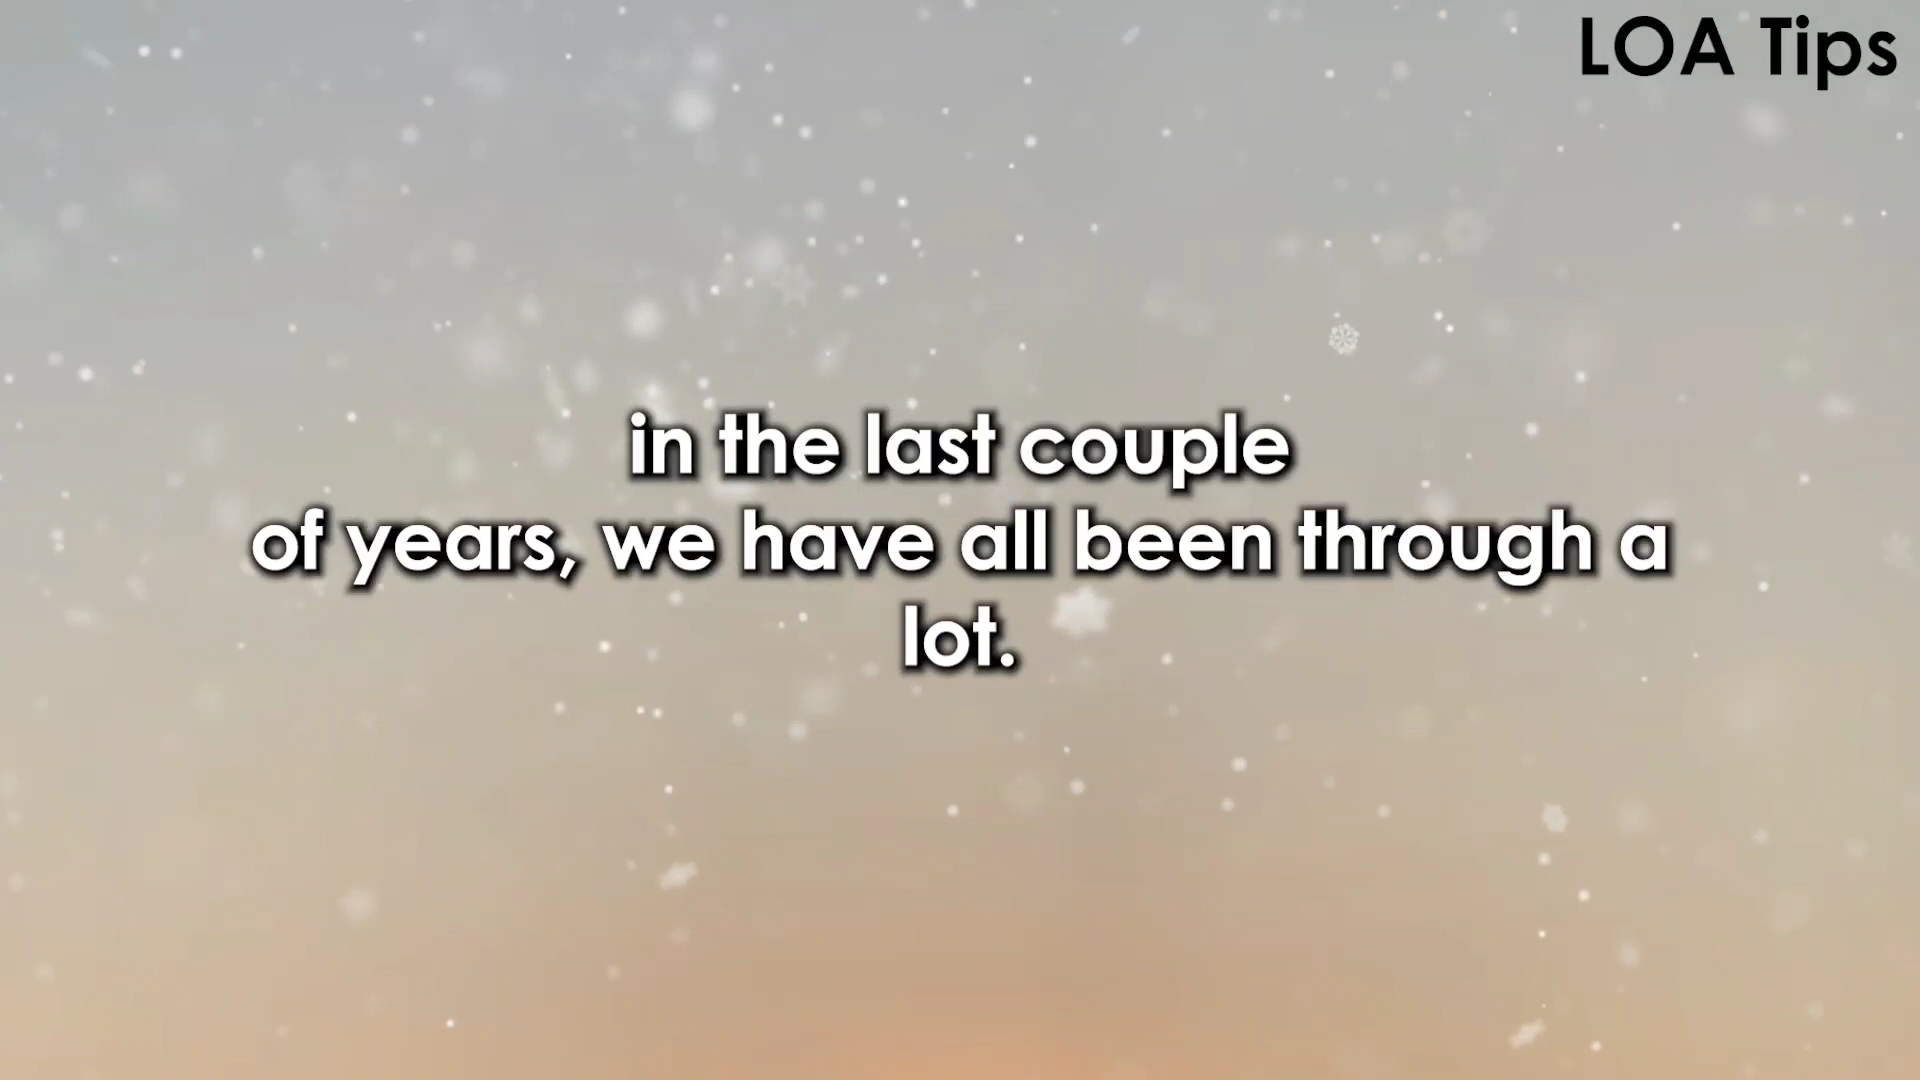 LOA Tips
in the last couple
of years, we have all been through a
lot.